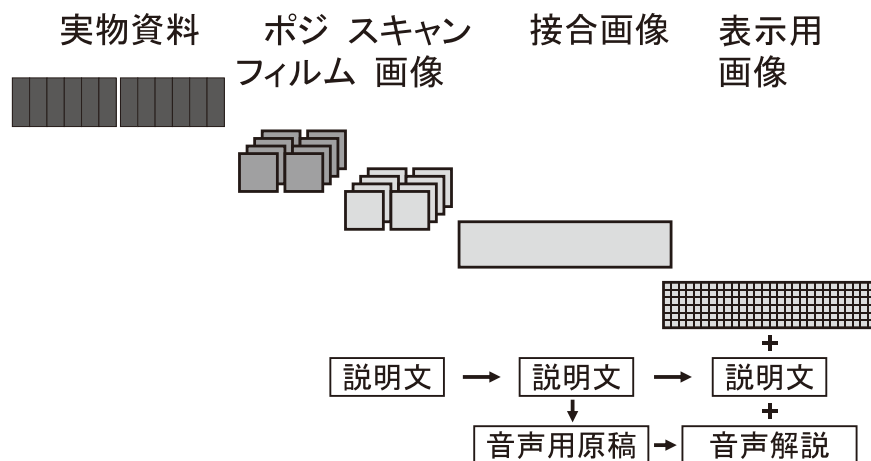 実物資料
ポジ
フィルム
スキャン
画像
接合画像
表示用
画像
+
説明文
説明文
説明文
+
音声用原稿
音声解説